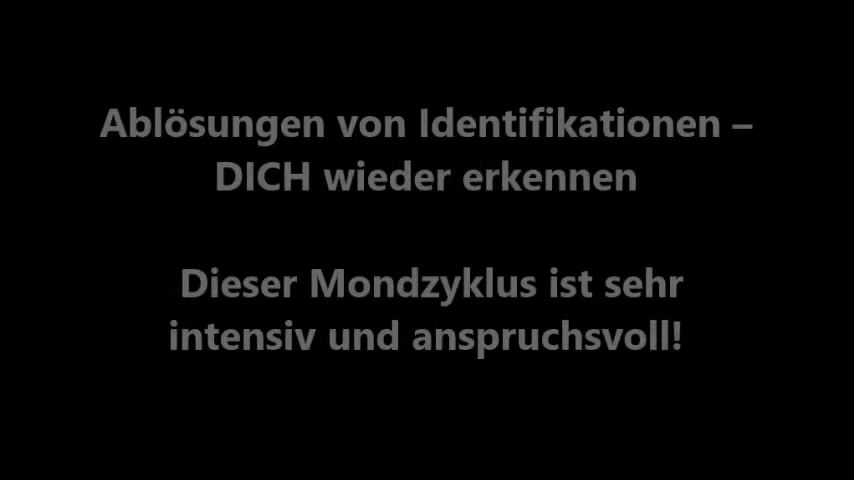 Ablösungen von Identifikationen –
DICH wieder erkennen
Dieser Mondzyklus ist sehr
intensiv und anspruchsvoll!